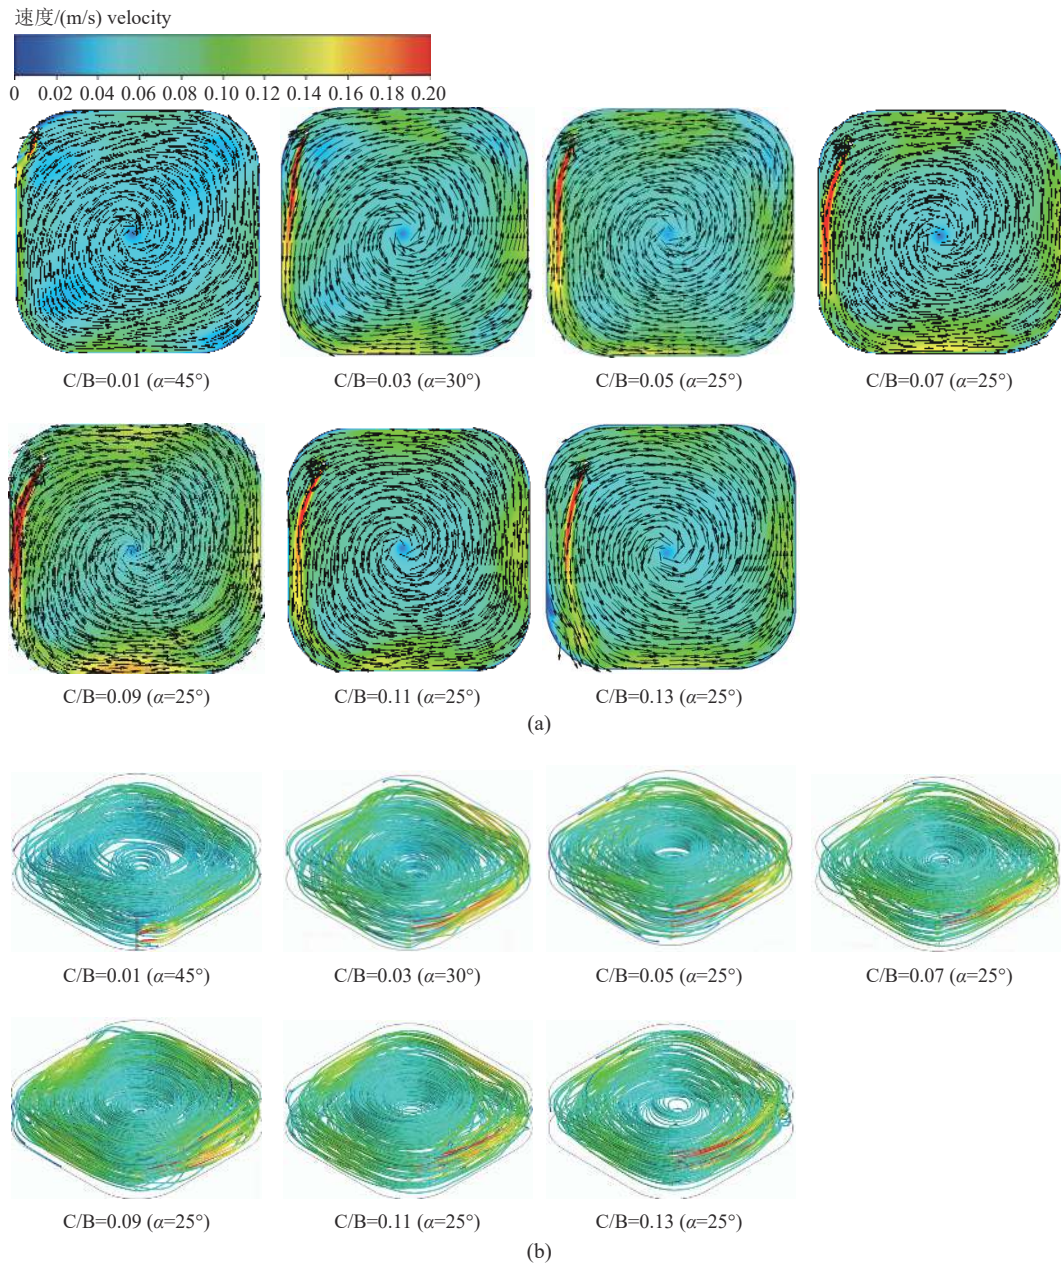 速度/(m/s) velocity
0 0.02 0.04 0.06 0.08 0.10 0.12 0.14 0.16 0.18 0.20
C/B=0.01 (α=45°) C/B=0.03 (α=30°) C/B=0.05 (α=25°) C/B=0.07 (α=25°)
C/B=0.09 (α=25°) C/B=0.11 (α=25°) C/B=0.13 (α=25°)
(a)
C/B=0.01 (α=45°) C/B=0.03 (α=30°) C/B=0.05 (α=25°) C/B=0.07 (α=25°)
C/B=0.09 (α=25°) C/B=0.11 (α=25°) C/B=0.13 (α=25°)
(b)